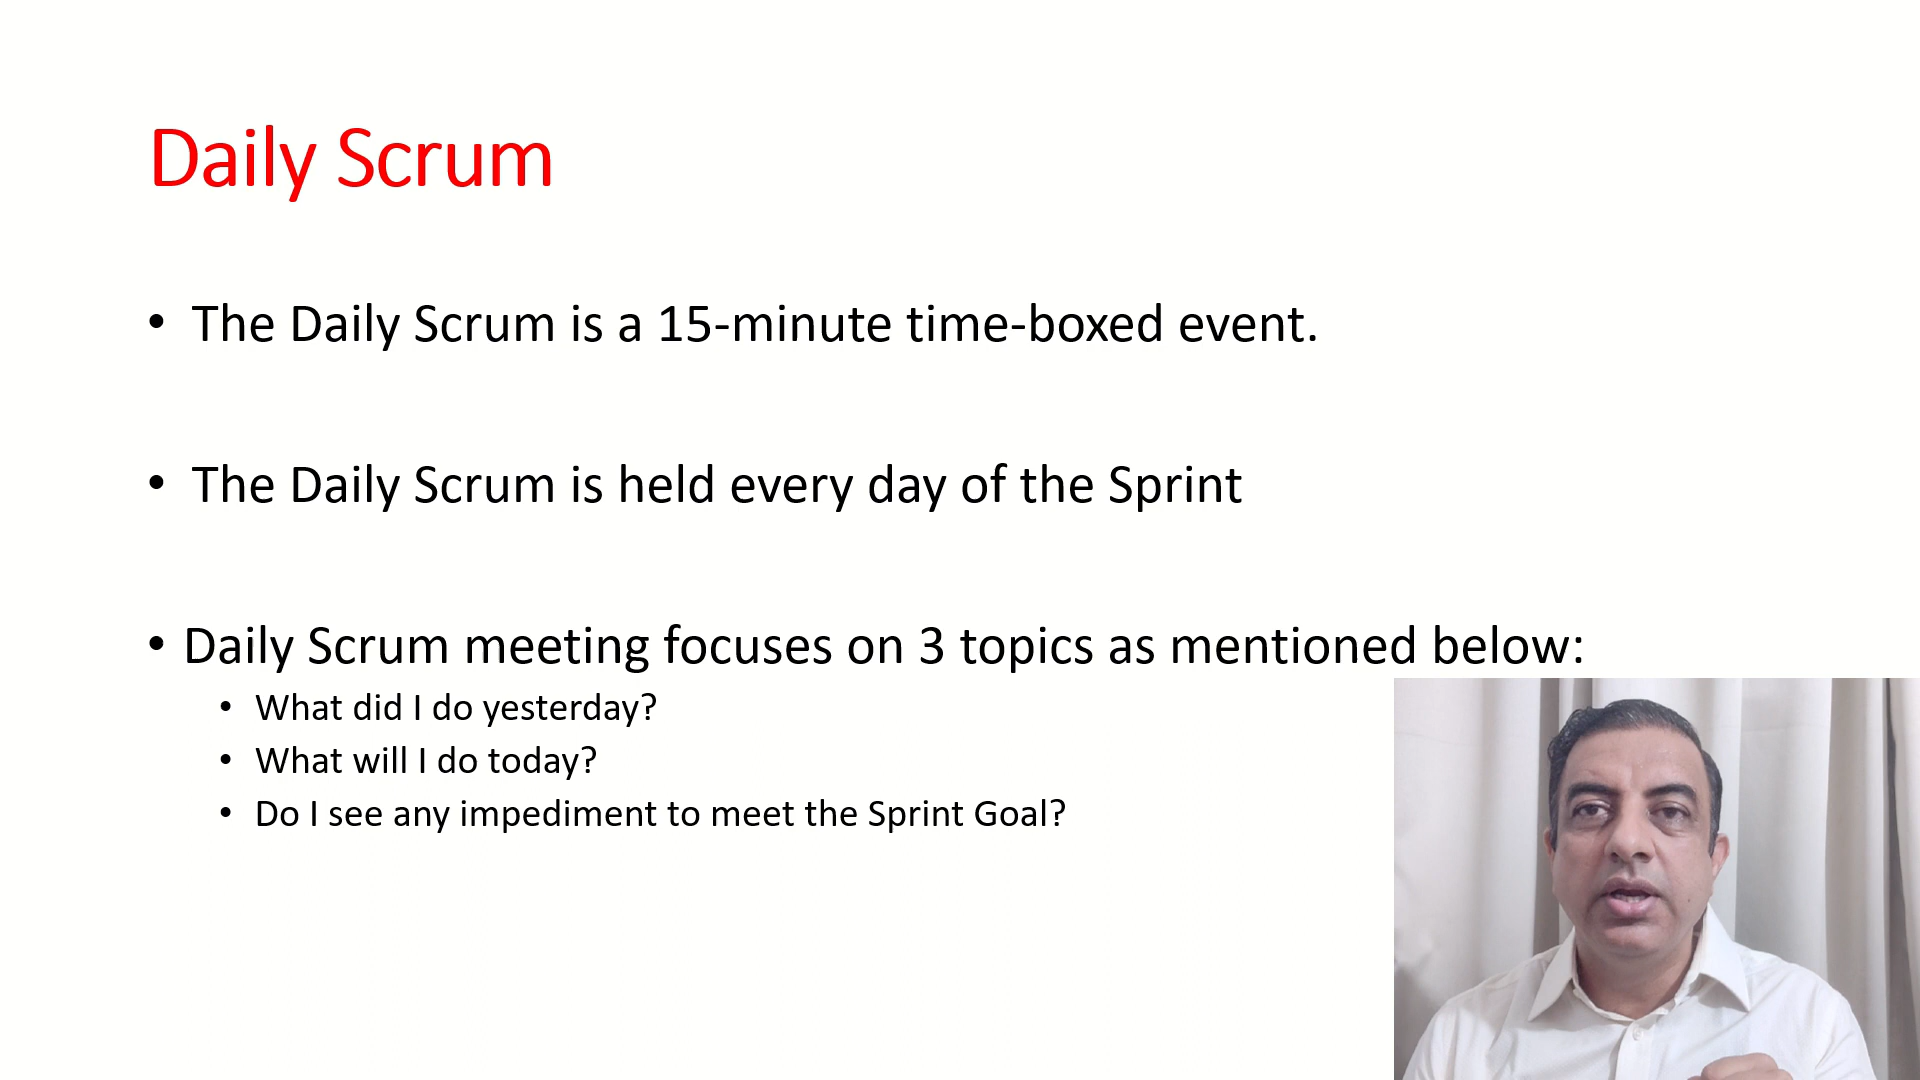 Daily Scrum
• The Daily Scrum is a 15-minute time-boxed event.
• The Daily Scrum is held every day of the Sprint
• Daily Scrum meeting focuses on 3 topics as mentioned below:
• What did I do yesterday?
• What will I do today?
• Do I see any impediment to meet the Sprint Goal?